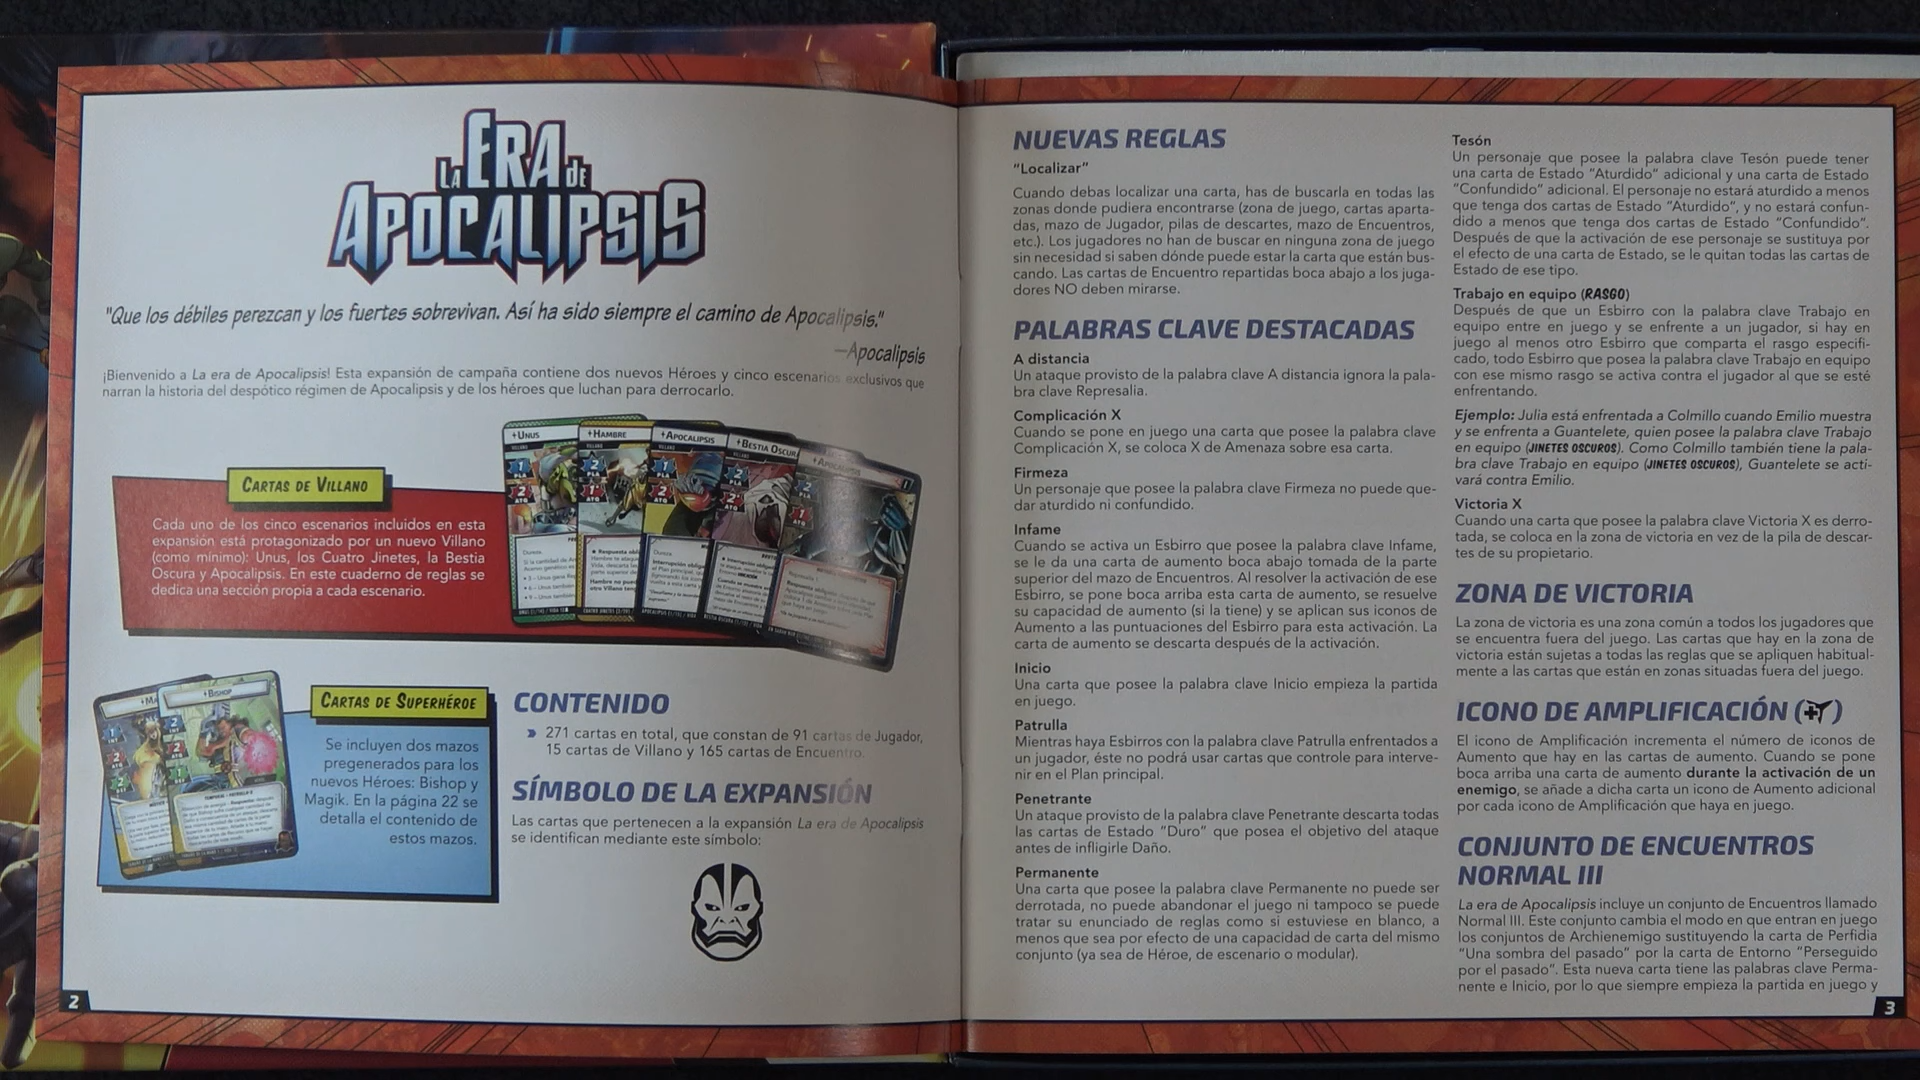 LA ERA DE
APOCALIPSIS
"Que los débiles perezcan y los fuertes sobrevivan. Así ha sido siempre el camino de Apocalipsis."
—Apocalipsis
¡Bienvenido a La era de Apocalipsis! Esta expansión de campaña contiene dos nuevos Héroes y cinco escenarios exclusivos que
narran la historia del despótico régimen de Apocalipsis y de los héroes que luchan para derrocarlo.
CARTAS DE VILLANO
Cada uno de los cinco escenarios incluidos en esta
expansión está protagonizado por un nuevo Villano
(como mínimo): Unus, los Cuatro Jinetes, la Bestia
Oscura y Apocalipsis. En este cuaderno de reglas se
dedica una sección propia a cada escenario.
UNUS
HAMBRE
APOCALIPSIS
BESTIA OSCURA
APOCALIPSIS
CARTAS DE SUPERHÉROE
Se incluyen dos mazos
pregenerados para los
nuevos Héroes: Bishop y
Magik. En la página 22 se
detalla el contenido de
estos mazos.
BISHOP
CONTENIDO
271 cartas en total, que constan de 91 cartas de Jugador,
15 cartas de Villano y 165 cartas de Encuentro.
SÍMBOLO DE LA EXPANSIÓN
Las cartas que pertenecen a la expansión La era de Apocalipsis
se identifican mediante este símbolo:
2
NUEVAS REGLAS
"Localizar"
Cuando debas localizar una carta, has de buscarla en todas las
zonas donde pudiera encontrarse (zona de juego, cartas aparta-
das, mazo de Jugador, pilas de descartes, mazo de Encuentros,
etc.). Los jugadores no han de buscar en ninguna zona de juego
sin necesidad si saben dónde puede estar la carta que están bus-
cando. Las cartas de Encuentro repartidas boca abajo a los juga-
dores NO deben mirarse.
PALABRAS CLAVE DESTACADAS
A distancia
Un ataque provisto de la palabra clave A distancia ignora la pala-
bra clave Represalia.
Complicación X
Cuando se pone en juego una carta que posee la palabra clave
Complicación X, se coloca X de Amenaza sobre esa carta.
Firmeza
Un personaje que posee la palabra clave Firmeza no puede que-
dar aturdido ni confundido.
Infame
Cuando se activa un Esbirro que posee la palabra clave Infame,
se le da una carta de aumento boca abajo tomada de la parte
superior del mazo de Encuentros. Al resolver la activación de ese
Esbirro, se pone boca arriba esta carta de aumento, se resuelve
su capacidad de aumento (si la tiene) y se aplican sus iconos de
Aumento a las puntuaciones del Esbirro para esta activación. La
carta de aumento se descarta después de la activación.
Inicio
Una carta que posee la palabra clave Inicio empieza la partida
en juego.
Patrulla
Mientras haya Esbirros con la palabra clave Patrulla enfrentados a
un jugador, éste no podrá usar cartas que controle para interve-
nir en el Plan principal.
Penetrante
Un ataque provisto de la palabra clave Penetrante descarta todas
las cartas de Estado "Duro" que posea el objetivo del ataque
antes de infligirle Daño.
Permanente
Una carta que posee la palabra clave Permanente no puede ser
derrotada, no puede abandonar el juego ni tampoco se puede
tratar su enunciado de reglas como si estuviese en blanco, a
menos que sea por efecto de una capacidad de carta del mismo
conjunto (ya sea de Héroe, de escenario o modular).
Tesón
Un personaje que posee la palabra clave Tesón puede tener
una carta de Estado "Aturdido" adicional y una carta de Estado
"Confundido" adicional. El personaje no estará aturdido a menos
que tenga dos cartas de Estado "Aturdido", y no estará confun-
dido a menos que tenga dos cartas de Estado "Confundido".
Después de que la activación de ese personaje se sustituya por
el efecto de una carta de Estado, se le quitan todas las cartas de
Estado de ese tipo.
Trabajo en equipo (RASGO)
Después de que un Esbirro con la palabra clave Trabajo en
equipo entre en juego y se enfrente a un jugador, si hay en
juego al menos otro Esbirro que comparta el rasgo especifi-
cado, todo Esbirro que posea la palabra clave Trabajo en equipo
con ese mismo rasgo se activa contra el jugador al que se esté
enfrentando.
Ejemplo: Julia está enfrentada a Colmillo cuando Emilio muestra
y se enfrenta a Guantelete, quien posee la palabra clave Trabajo
en equipo (JINETES OSCUROS). Como Colmillo también tiene la pala-
bra clave Trabajo en equipo (JINETES OSCUROS), Guantelete se acti-
vará contra Emilio.
Victoria X
Cuando una carta que posee la palabra clave Victoria X es derro-
tada, se coloca en la zona de victoria en vez de la pila de descar-
tes de su propietario.
ZONA DE VICTORIA
La zona de victoria es una zona común a todos los jugadores que
se encuentra fuera del juego. Las cartas que hay en la zona de
victoria están sujetas a todas las reglas que se apliquen habitual-
mente a las cartas que están en zonas situadas fuera del juego.
ICONO DE AMPLIFICACIÓN ( )
El icono de Amplificación incrementa el número de iconos de
Aumento que hay en las cartas de aumento. Cuando se pone
boca arriba una carta de aumento durante la activación de un
enemigo, se añade a dicha carta un icono de Aumento adicional
por cada icono de Amplificación que haya en juego.
CONJUNTO DE ENCUENTROS
NORMAL III
La era de Apocalipsis incluye un conjunto de Encuentros llamado
Normal III. Este conjunto cambia el modo en que entran en juego
los conjuntos de Archienemigo sustituyendo la carta de Perfidia
"Una sombra del pasado" por la carta de Entorno "Perseguido
por el pasado". Esta nueva carta tiene las palabras clave Perma-
nente e Inicio, por lo que siempre empieza la partida en juego y
3